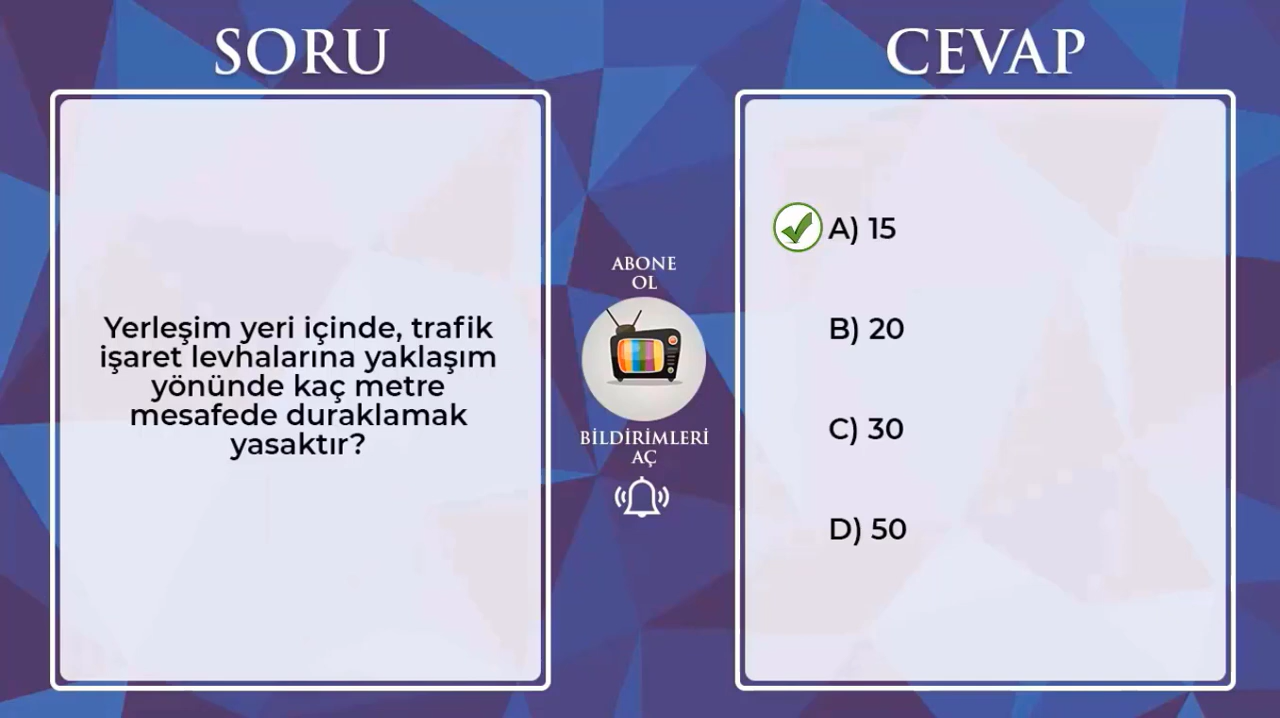 SORU
Yerleşim yeri içinde, trafik
işaret levhalarına yaklaşım
yönünde kaç metre
mesafede duraklamak
yasaktır?
ABONE
OL
BİLDİRİMLERİ
AÇ
CEVAP
A) 15
B) 20
C) 30
D) 50